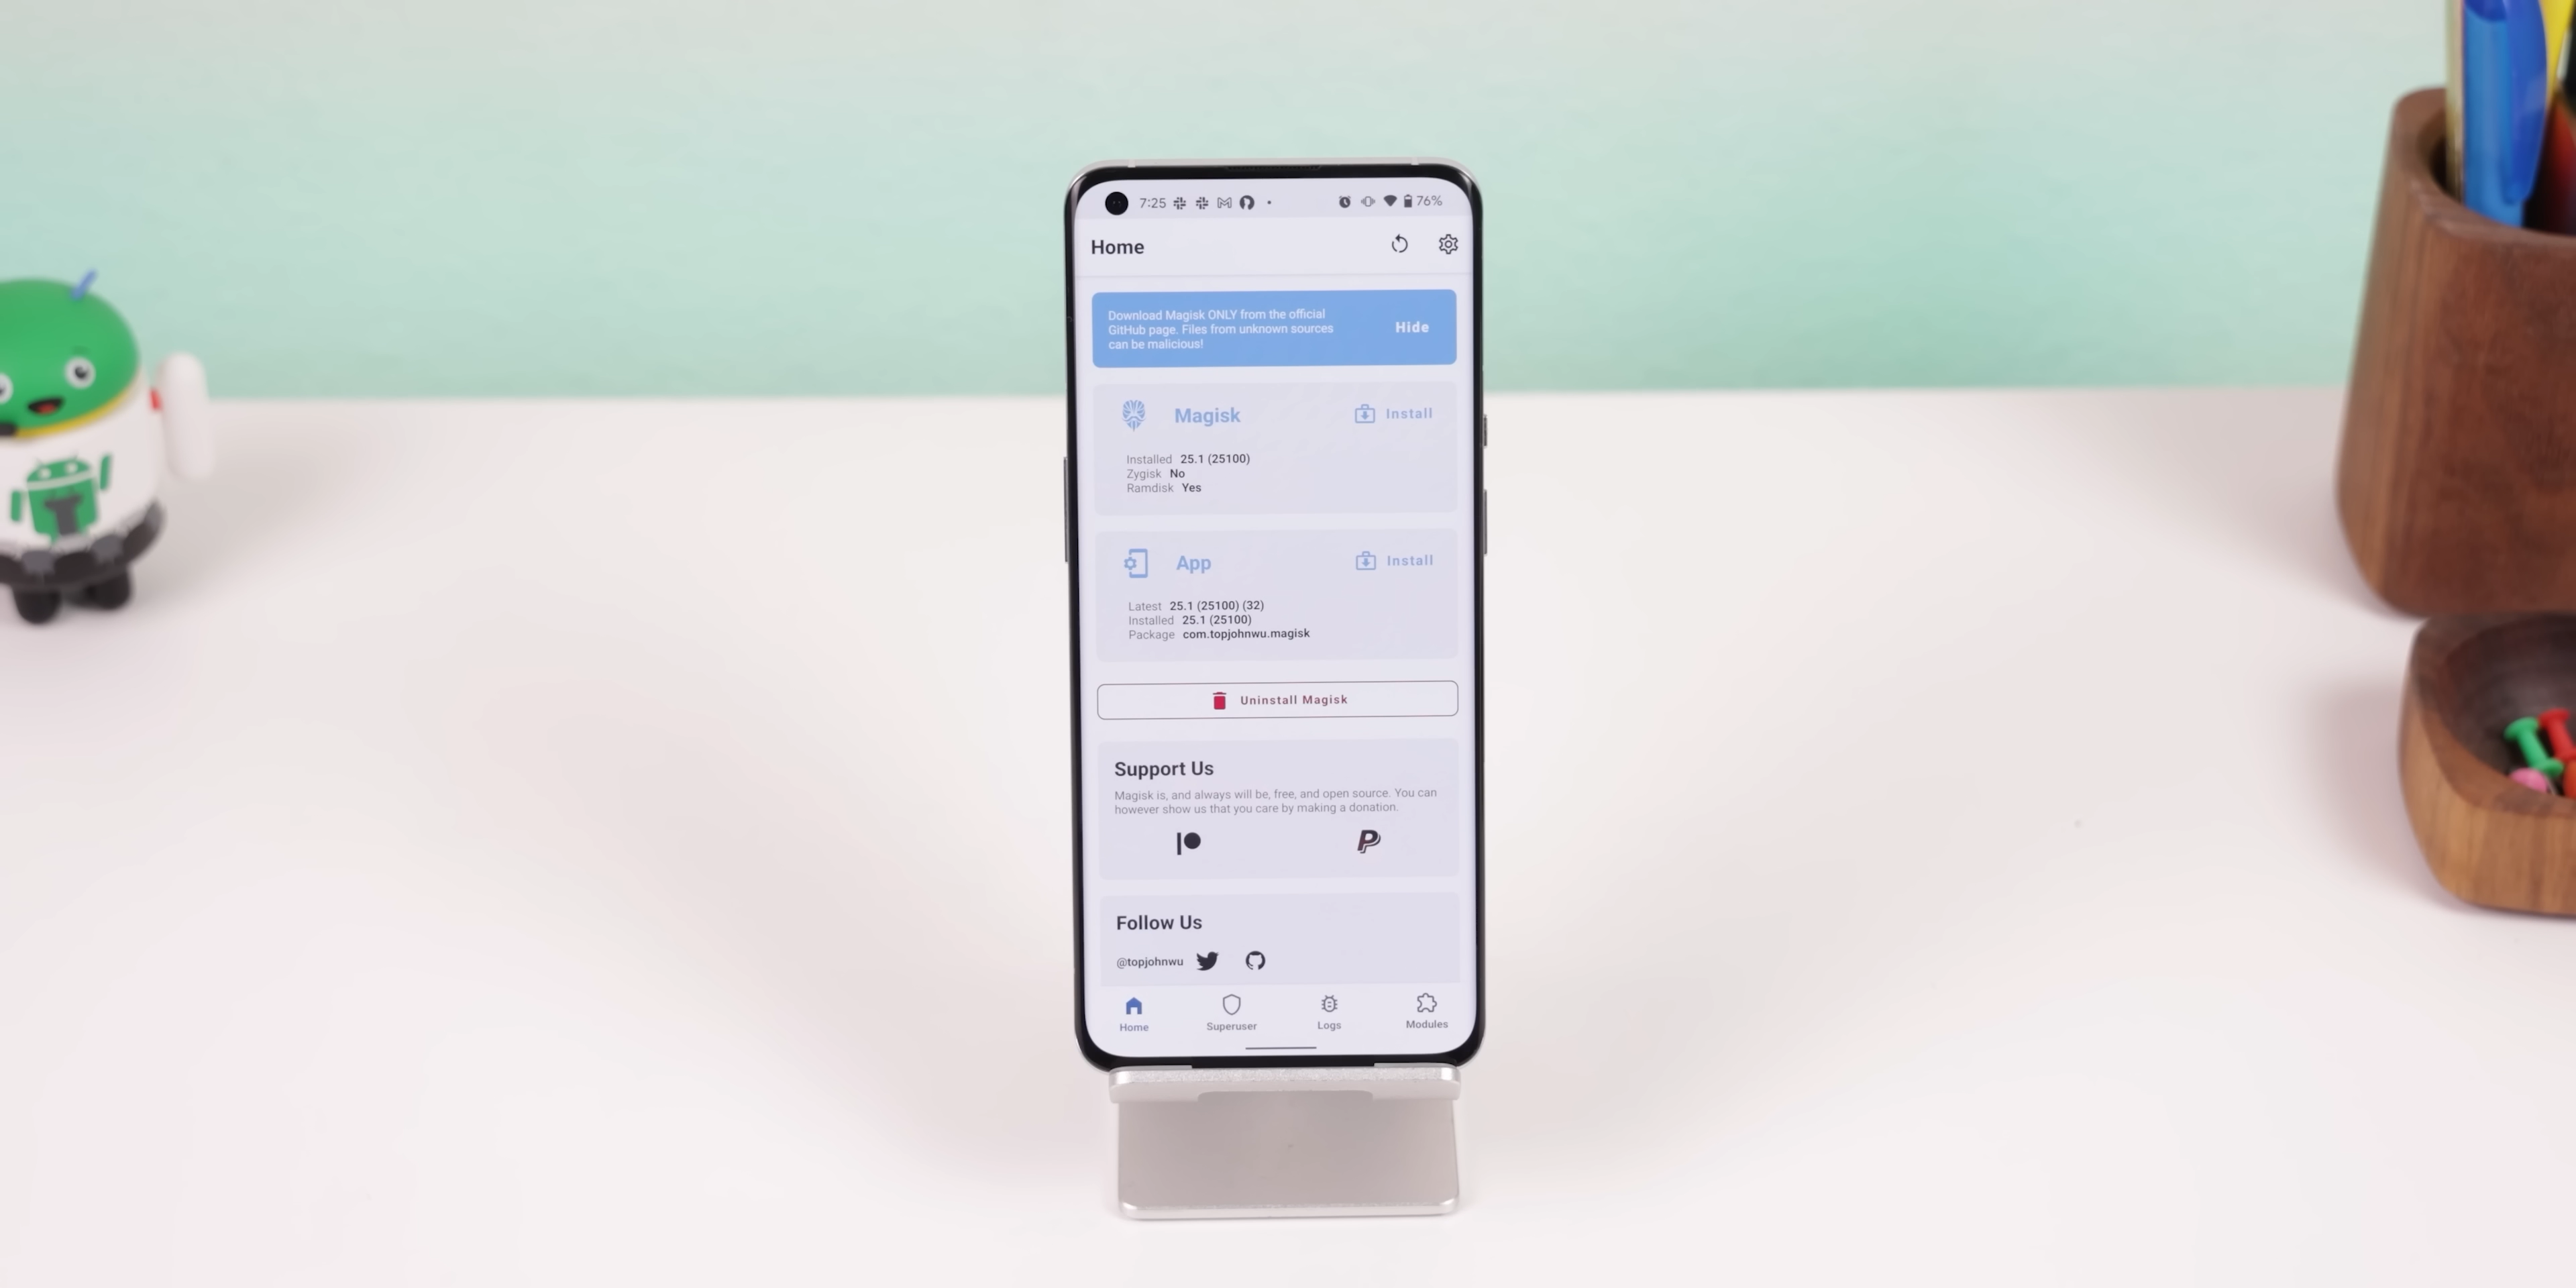 7:25 76%
Home
Download Magisk ONLY from the official
GitHub page. Files from unknown sources
can be malicious!
Hide
Magisk Install
Installed 25.1 (25100)
Zygisk No
Ramdisk Yes
App Install
Latest 25.1 (25100) (32)
Installed 25.1 (25100)
Package com.topjohnwu.magisk
Uninstall Magisk
Support Us
Magisk is, and always will be, free, and open source. You can
however show us that you care by making a donation.
Follow Us
@topjohnwu
Home Superuser Logs Modules